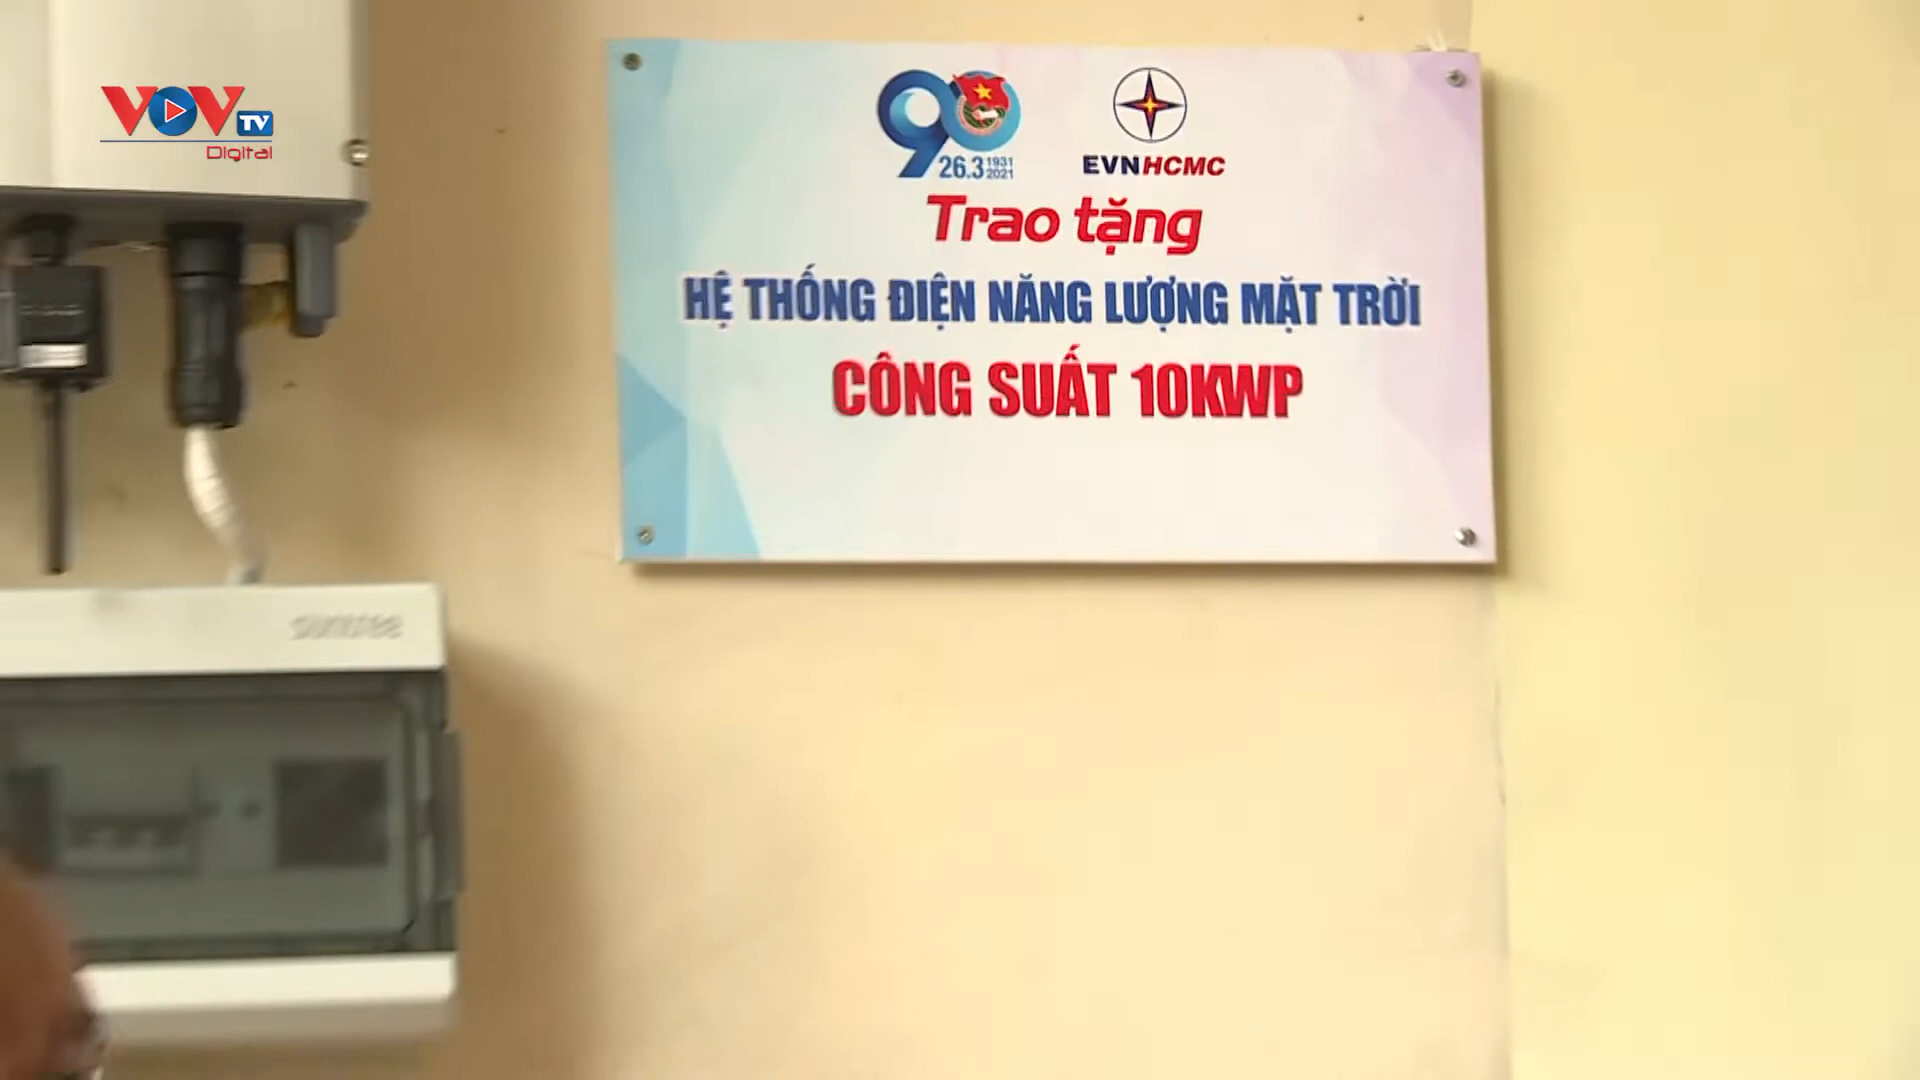 VOV TV
Digital
90
26.3 1931 2021
EVNHCMC
Trao tặng
HỆ THỐNG ĐIỆN NĂNG LƯỢNG MẶT TRỜI
CÔNG SUẤT 10KWP
suntree